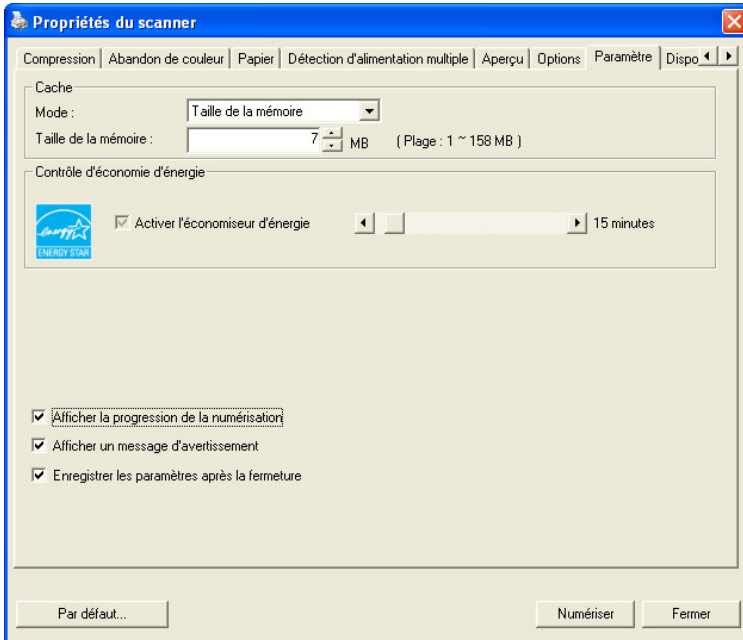 Propriétés du scanner
Compression Abandon de couleur Papier Détection d'alimentation multiple Aperçu Options Paramètre Dispo
Cache
Mode : Taille de la mémoire
Taille de la mémoire : 7 MB ( Plage : 1 ~ 158 MB )
Contrôle d'économie d'énergie
energy
ENERGY STAR
Activer l'économiseur d'énergie 15 minutes
Afficher la progression de la numérisation
Afficher un message d'avertissement
Enregistrer les paramètres après la fermeture
Par défaut... Numériser Fermer